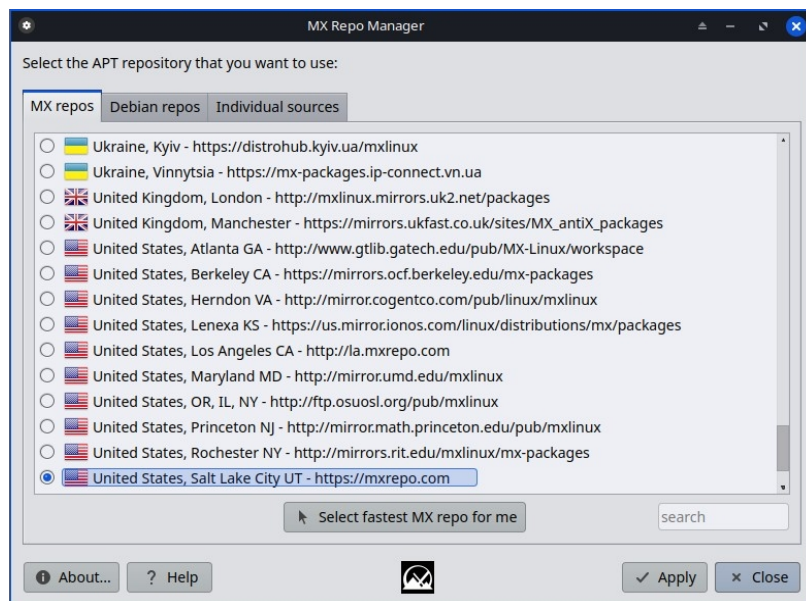 MX Repo Manager
Select the APT repository that you want to use:
MX repos Debian repos Individual sources
Ukraine, Kyiv - https://distrohub.kyiv.ua/mxlinux
Ukraine, Vinnytsia - https://mx-packages.ip-connect.vn.ua
United Kingdom, London - http://mxlinux.mirrors.uk2.net/packages
United Kingdom, Manchester - https://mirrors.ukfast.co.uk/sites/MX_antiX_packages
United States, Atlanta GA - http://www.gtlib.gatech.edu/pub/MX-Linux/workspace
United States, Berkeley CA - https://mirrors.ocf.berkeley.edu/mx-packages
United States, Herndon VA - http://mirror.cogentco.com/pub/linux/mxlinux
United States, Lenexa KS - https://us.mirror.ionos.com/linux/distributions/mx/packages
United States, Los Angeles CA - http://la.mxrepo.com
United States, Maryland MD - http://mirror.umd.edu/mxlinux
United States, OR, IL, NY - http://ftp.osuosl.org/pub/mxlinux
United States, Princeton NJ - http://mirror.math.princeton.edu/pub/mxlinux
United States, Rochester NY - http://mirrors.rit.edu/mxlinux/mx-packages
United States, Salt Lake City UT - https://mxrepo.com
Select fastest MX repo for me search
About... ? Help Apply Close